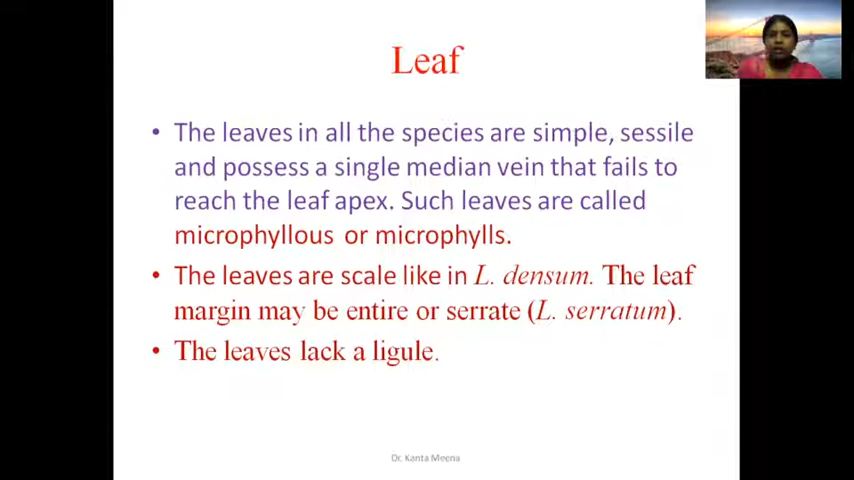 Leaf
• The leaves in all the species are simple, sessile
and possess a single median vein that fails to
reach the leaf apex. Such leaves are called
microphyllous or microphylls.
• The leaves are scale like in L. densum. The leaf
margin may be entire or serrate (L. serratum).
• The leaves lack a ligule.
Dr. Kanta Meena